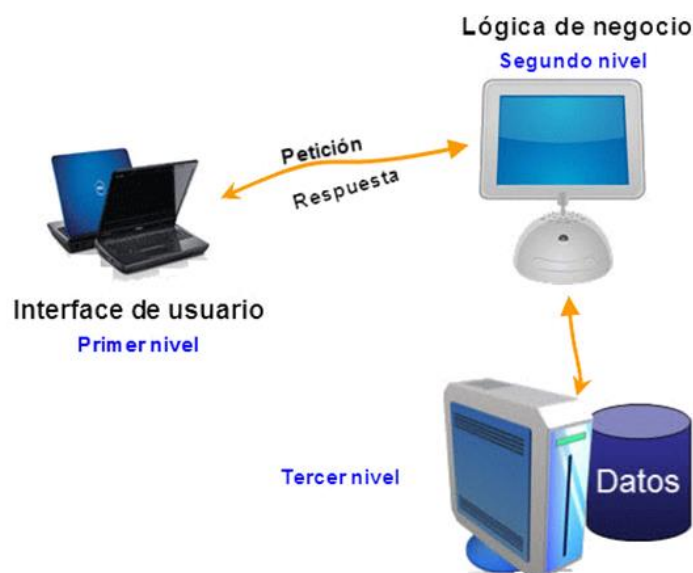 Lógica de negocio
Segundo nivel
Petición
Respuesta
Interface de usuario
Primer nivel
Tercer nivel
Datos